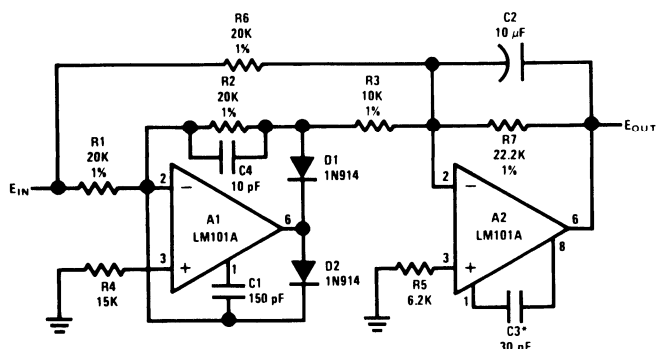 R6
20K
1%
C2
10 µF
R2
20K
1%
R3
10K
1%
R1
20K
1%
C4
10 pF
D1
1N914
R7
22.2K
1%
E_IN
E_OUT
2
−
A1
LM101A
6
3
+
1
R4
15K
C1
150 pF
D2
1N914
2
−
A2
LM101A
6
8
3
+
1
R5
6.2K
C3*
30 pF